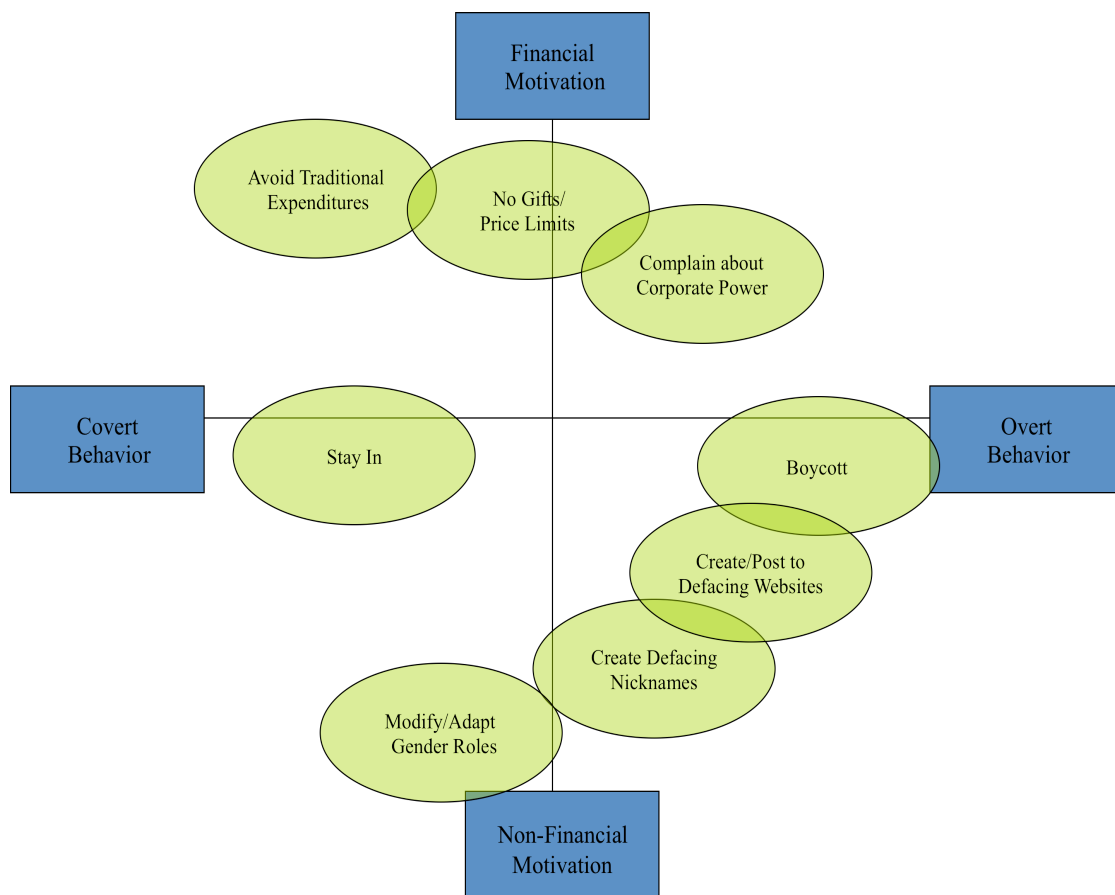 Financial
Motivation
Avoid Traditional
Expenditures
No Gifts/
Price Limits
Complain about
Corporate Power
Covert
Behavior
Stay In
Overt
Behavior
Boycott
Create/Post to
Defacing Websites
Create Defacing
Nicknames
Modify/Adapt
Gender Roles
Non-Financial
Motivation